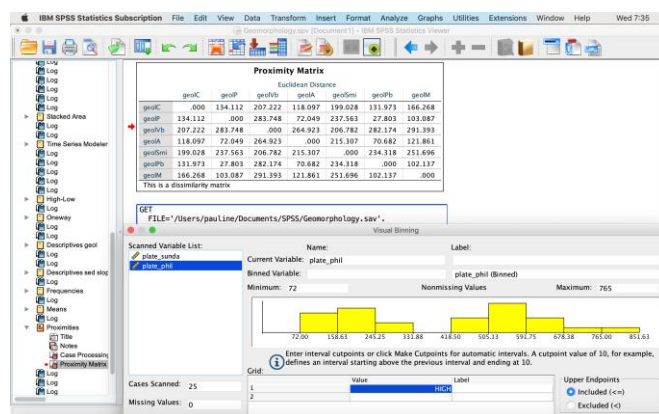 IBM SPSS Statistics Subscription File Edit View Data Transform Insert Format Analyze Graphs Utilities Extensions Window Help Wed 7:35
Geomorphology.spv [Document1] - IBM SPSS Statistics Viewer
Log
Log
Log
Log
Log
Stacked Area
Log
Log
Time Series Modeler
Log
Log
Log
Log
Log
Log
High-Low
Log
Oneway
Log
Descriptives geol
Log
Log
Descriptives sed slop
Log
Frequencies
Log
Means
Log
Proximities
Title
Notes
Case Processing
Proximity Matrix
Log
Log
Log
Proximity Matrix
Euclidean Distance
geolC geolP geolVb geolA geolSmi geolPb geolM
geolC .000 134.112 207.222 118.097 199.028 131.973 166.268
geolP 134.112 .000 283.748 72.049 237.563 27.803 103.087
geolVb 207.222 283.748 .000 264.923 206.782 282.174 291.393
geolA 118.097 72.049 264.923 .000 215.307 70.682 121.861
geolSmi 199.028 237.563 206.782 215.307 .000 234.318 251.696
geolPb 131.973 27.803 282.174 70.682 234.318 .000 102.137
geolM 166.268 103.087 291.393 121.861 251.696 102.137 .000
This is a dissimilarity matrix
GET
FILE='/Users/pauline/Documents/SPSS/Geomorphology.sav'.
Visual Binning
Scanned Variable List:
plate_sunda
plate_phil
Cases Scanned: 25
Missing Values: 0
Name: Label:
Current Variable: plate_phil
Binned Variable: plate_phil (Binned)
Minimum: 72 Nonmissing Values Maximum: 765
72.00 158.63 245.25 331.88 418.50 505.13 591.75 678.38 765.00 851.63
Enter interval cutpoints or click Make Cutpoints for automatic intervals. A cutpoint value of 10, for example,
defines an interval starting above the previous interval and ending at 10.
Grid:
Value Label
1 HIGH
2
Upper Endpoints
Included (<=)
Excluded (<)